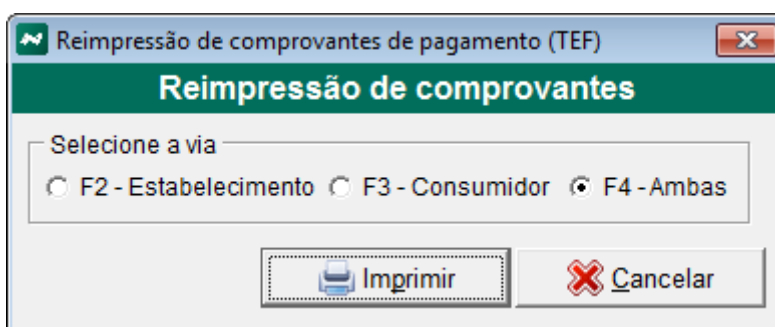 Reimpressão de comprovantes de pagamento (TEF)
Reimpressão de comprovantes
Selecione a via
F2 - Estabelecimento F3 - Consumidor F4 - Ambas
Imprimir Cancelar